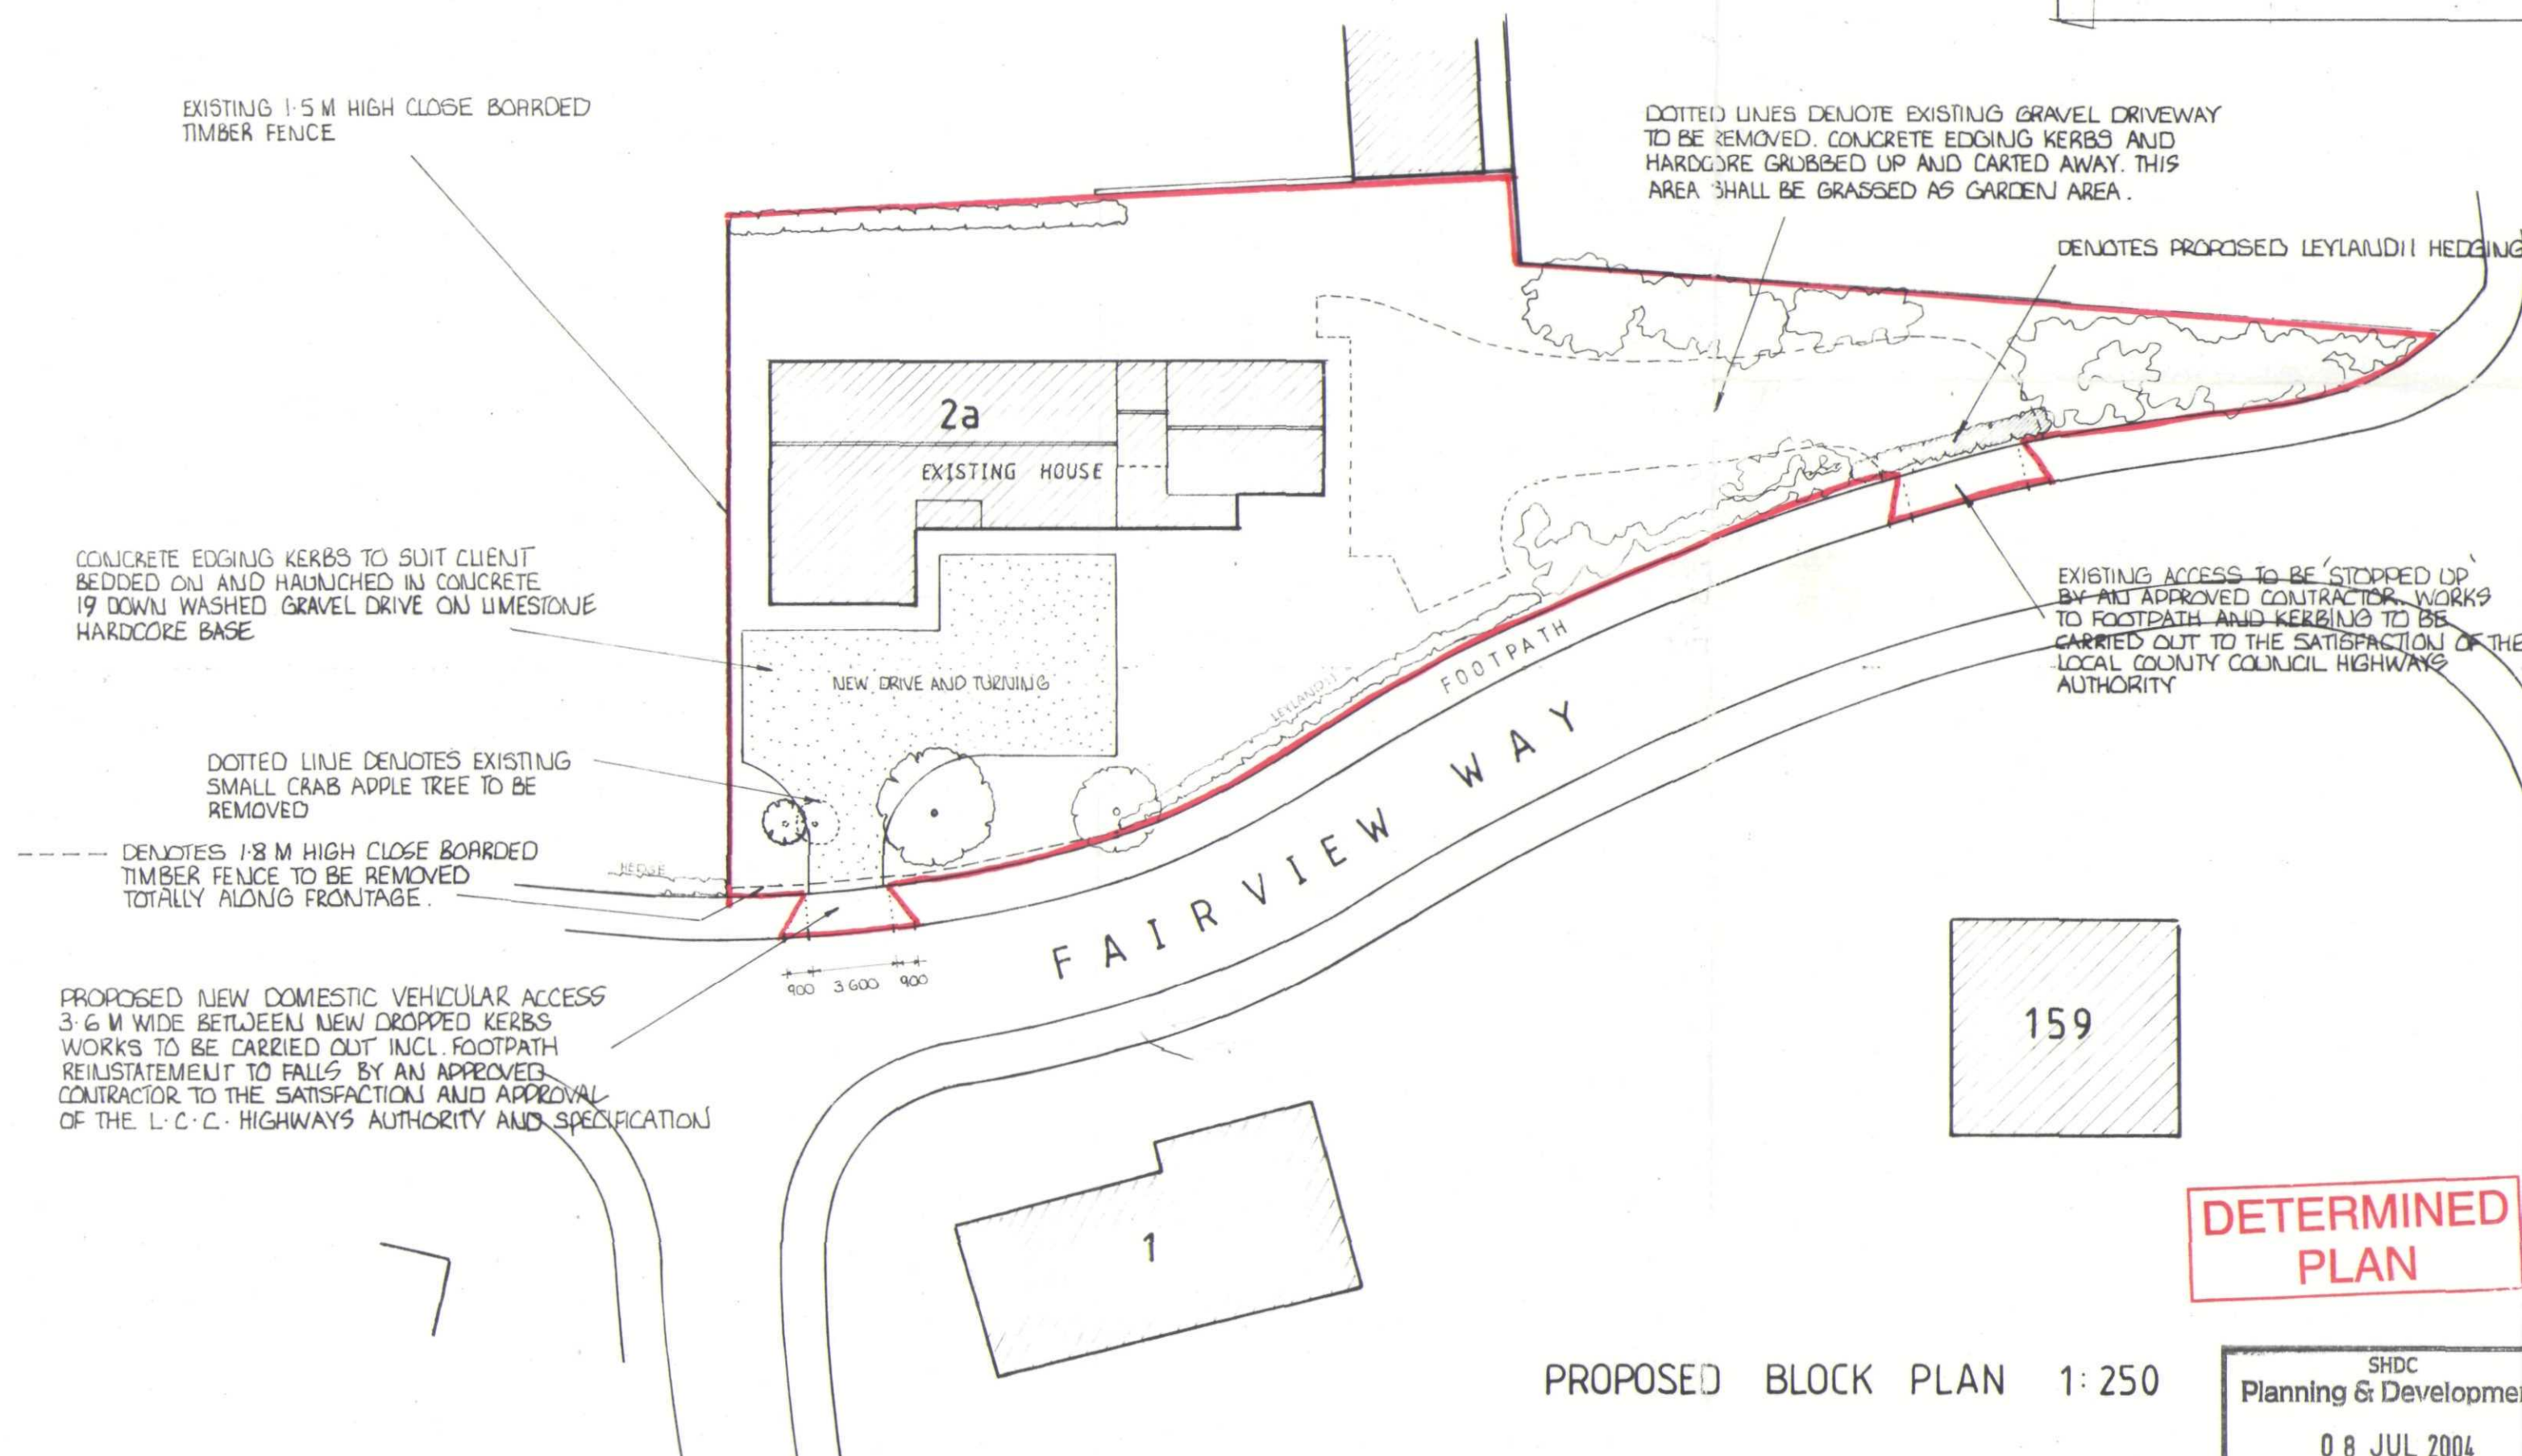 EXISTING 1·5 M HIGH CLOSE BOARDED
TIMBER FENCE
DOTTED LINES DENOTE EXISTING GRAVEL DRIVEWAY
TO BE REMOVED. CONCRETE EDGING KERBS AND
HARDCORE GRUBBED UP AND CARTED AWAY. THIS
AREA SHALL BE GRASSED AS GARDEN AREA.
DENOTES PROPOSED LEYLANDII HEDGING
2a
EXISTING HOUSE
CONCRETE EDGING KERBS TO SUIT CLIENT
BEDDED ON AND HAUNCHED IN CONCRETE
19 DOWN WASHED GRAVEL DRIVE ON LIMESTONE
HARDCORE BASE
NEW DRIVE AND TURNING
LEYLANDII
FOOTPATH
EXISTING ACCESS TO BE 'STOPPED UP'
BY AN APPROVED CONTRACTOR. WORKS
TO FOOTPATH AND KERBING TO BE
CARRIED OUT TO THE SATISFACTION OF THE
LOCAL COUNTY COUNCIL HIGHWAYS
AUTHORITY
DOTTED LINE DENOTES EXISTING
SMALL CRAB APPLE TREE TO BE
REMOVED
DENOTES 1·8 M HIGH CLOSE BOARDED
TIMBER FENCE TO BE REMOVED
TOTALLY ALONG FRONTAGE.
HEDGE
FAIRVIEW WAY
900 3600 900
PROPOSED NEW DOMESTIC VEHICULAR ACCESS
3·6 M WIDE BETWEEN NEW DROPPED KERBS
WORKS TO BE CARRIED OUT INCL. FOOTPATH
REINSTATEMENT TO FALLS BY AN APPROVED
CONTRACTOR TO THE SATISFACTION AND APPROVAL
OF THE L·C·C· HIGHWAYS AUTHORITY AND SPECIFICATION
159
1
DETERMINED
PLAN
PROPOSED BLOCK PLAN 1:250
SHDC
Planning & Developme
08 JUL 2004